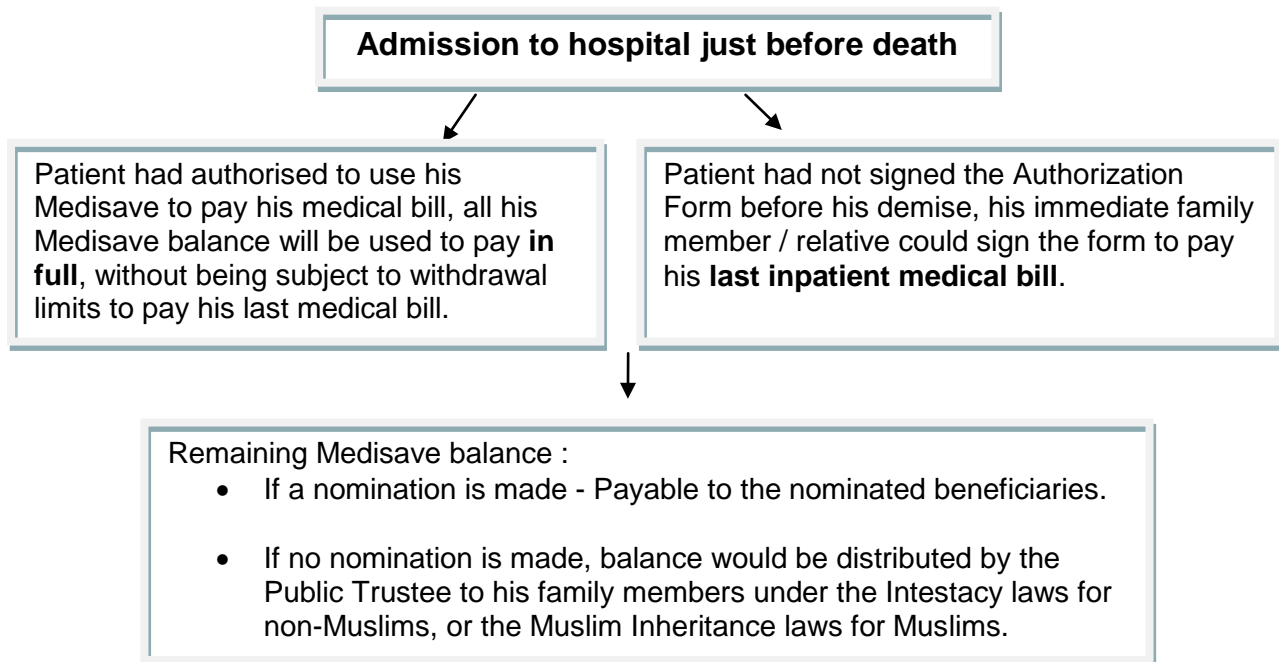 Admission to hospital just before death
Patient had authorised to use his
Medisave to pay his medical bill, all his
Medisave balance will be used to pay in
full, without being subject to withdrawal
limits to pay his last medical bill.
Patient had not signed the Authorization
Form before his demise, his immediate family
member / relative could sign the form to pay
his last inpatient medical bill.
Remaining Medisave balance :
• If a nomination is made - Payable to the nominated beneficiaries.
• If no nomination is made, balance would be distributed by the
Public Trustee to his family members under the Intestacy laws for
non-Muslims, or the Muslim Inheritance laws for Muslims.